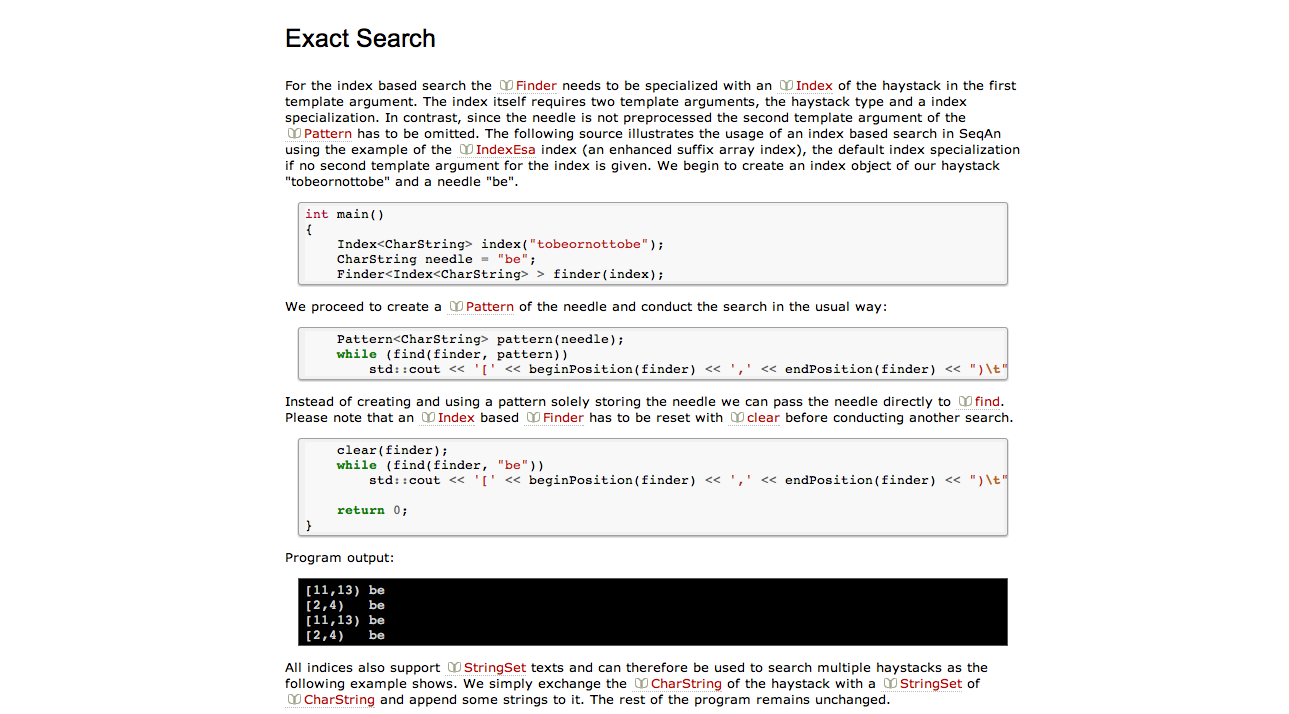 Exact Search
For the index based search the Finder needs to be specialized with an Index of the haystack in the first
template argument. The index itself requires two template arguments, the haystack type and a index
specialization. In contrast, since the needle is not preprocessed the second template argument of the
Pattern has to be omitted. The following source illustrates the usage of an index based search in SeqAn
using the example of the IndexEsa index (an enhanced suffix array index), the default index specialization
if no second template argument for the index is given. We begin to create an index object of our haystack
"tobeornottobe" and a needle "be".
int main()
{
    Index<CharString> index("tobeornottobe");
    CharString needle = "be";
    Finder<Index<CharString> > finder(index);
We proceed to create a Pattern of the needle and conduct the search in the usual way:
    Pattern<CharString> pattern(needle);
    while (find(finder, pattern))
        std::cout << '[' << beginPosition(finder) << ',' << endPosition(finder) << ")\t"
Instead of creating and using a pattern solely storing the needle we can pass the needle directly to find.
Please note that an Index based Finder has to be reset with clear before conducting another search.
    clear(finder);
    while (find(finder, "be"))
        std::cout << '[' << beginPosition(finder) << ',' << endPosition(finder) << ")\t"
    return 0;
}
Program output:
[11,13) be
[2,4)   be
[11,13) be
[2,4)   be
All indices also support StringSet texts and can therefore be used to search multiple haystacks as the
following example shows. We simply exchange the CharString of the haystack with a StringSet of
CharString and append some strings to it. The rest of the program remains unchanged.